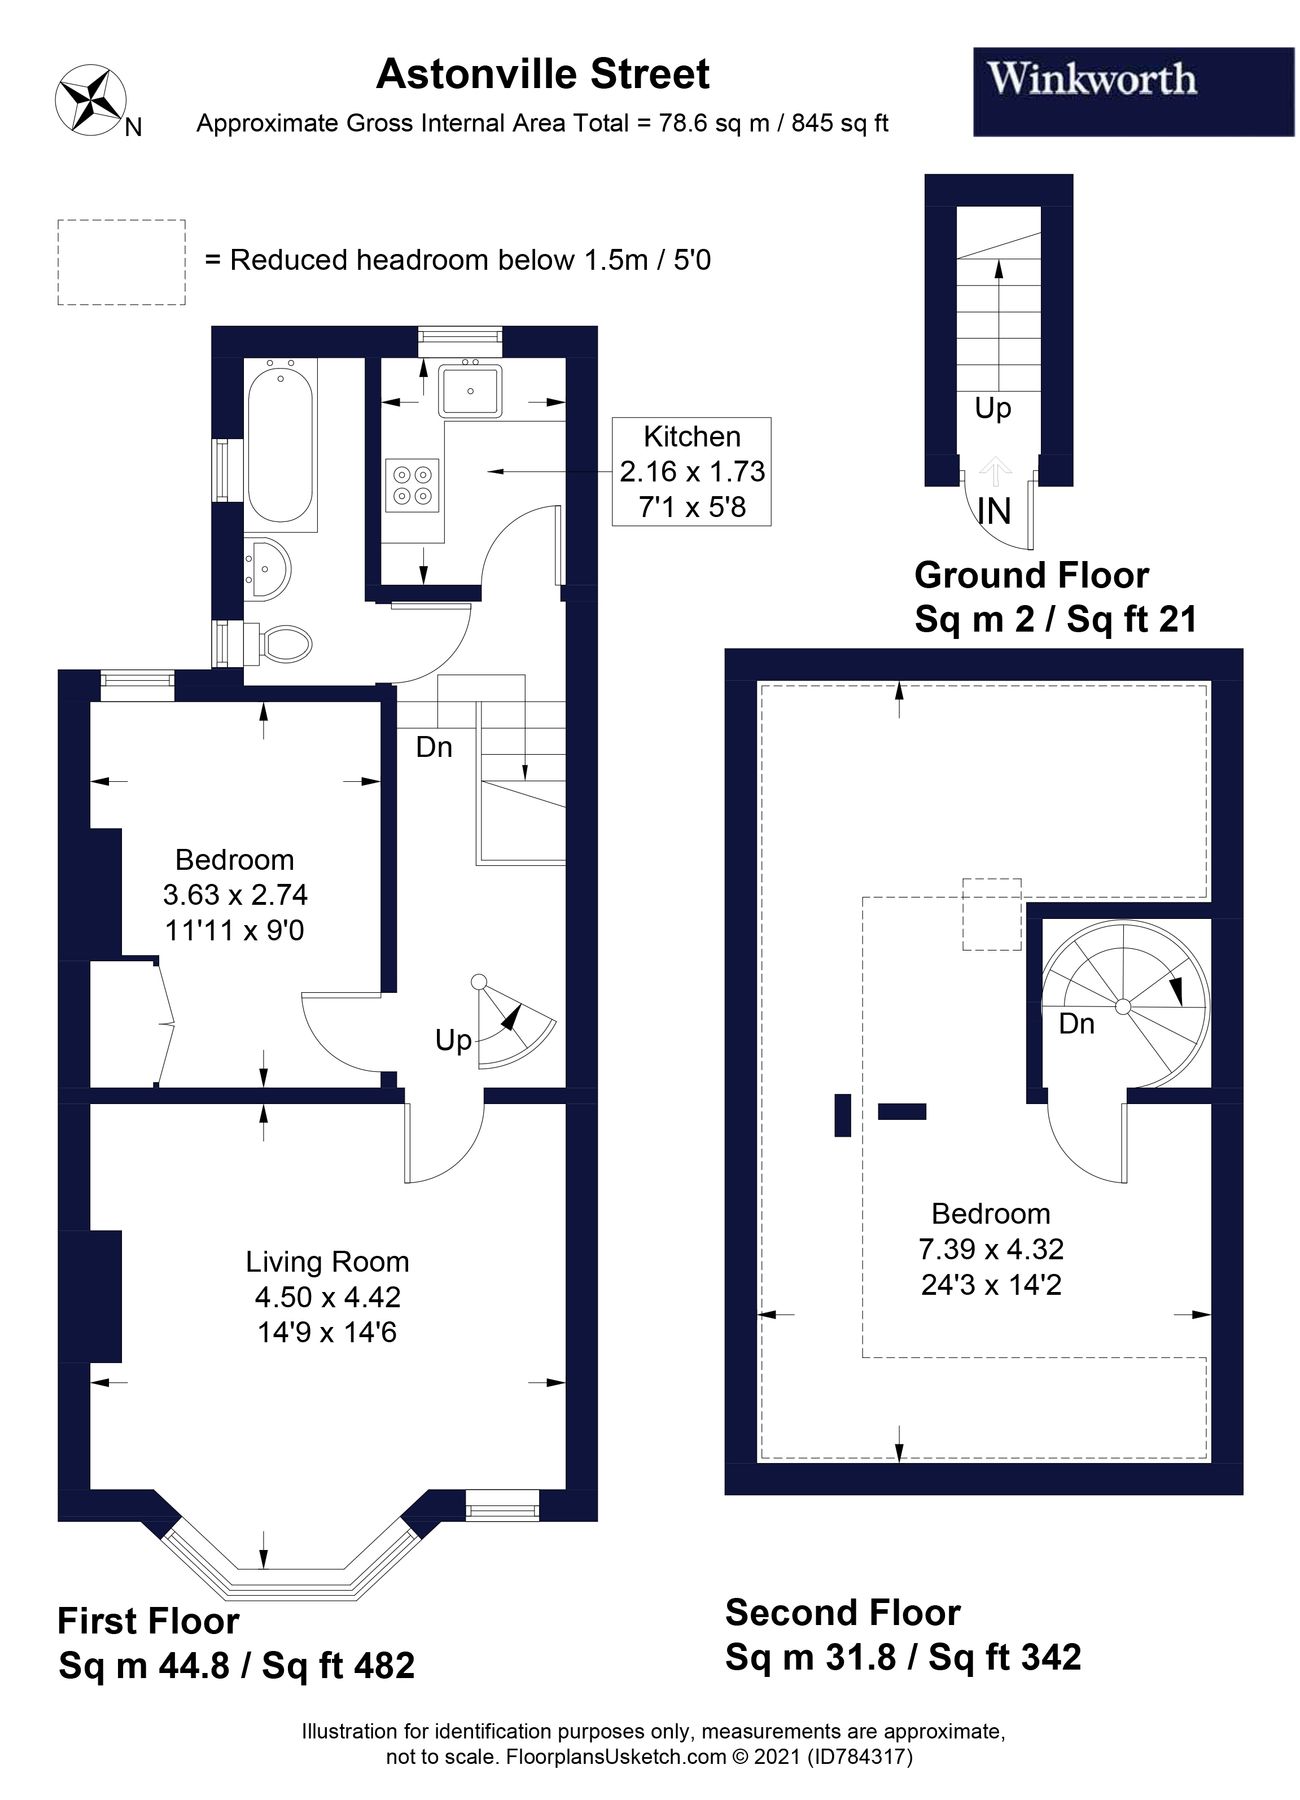 Astonville Street
Approximate Gross Internal Area Total = 78.6 sq m / 845 sq ft
N
Winkworth
= Reduced headroom below 1.5m / 5'0
Up
IN
Ground Floor
Sq m 2 / Sq ft 21
Kitchen
2.16 x 1.73
7'1 x 5'8
Dn
Bedroom
3.63 x 2.74
11'11 x 9'0
Up
Living Room
4.50 x 4.42
14'9 x 14'6
First Floor
Sq m 44.8 / Sq ft 482
Dn
Bedroom
7.39 x 4.32
24'3 x 14'2
Second Floor
Sq m 31.8 / Sq ft 342
Illustration for identification purposes only, measurements are approximate,
not to scale. FloorplansUsketch.com © 2021 (ID784317)